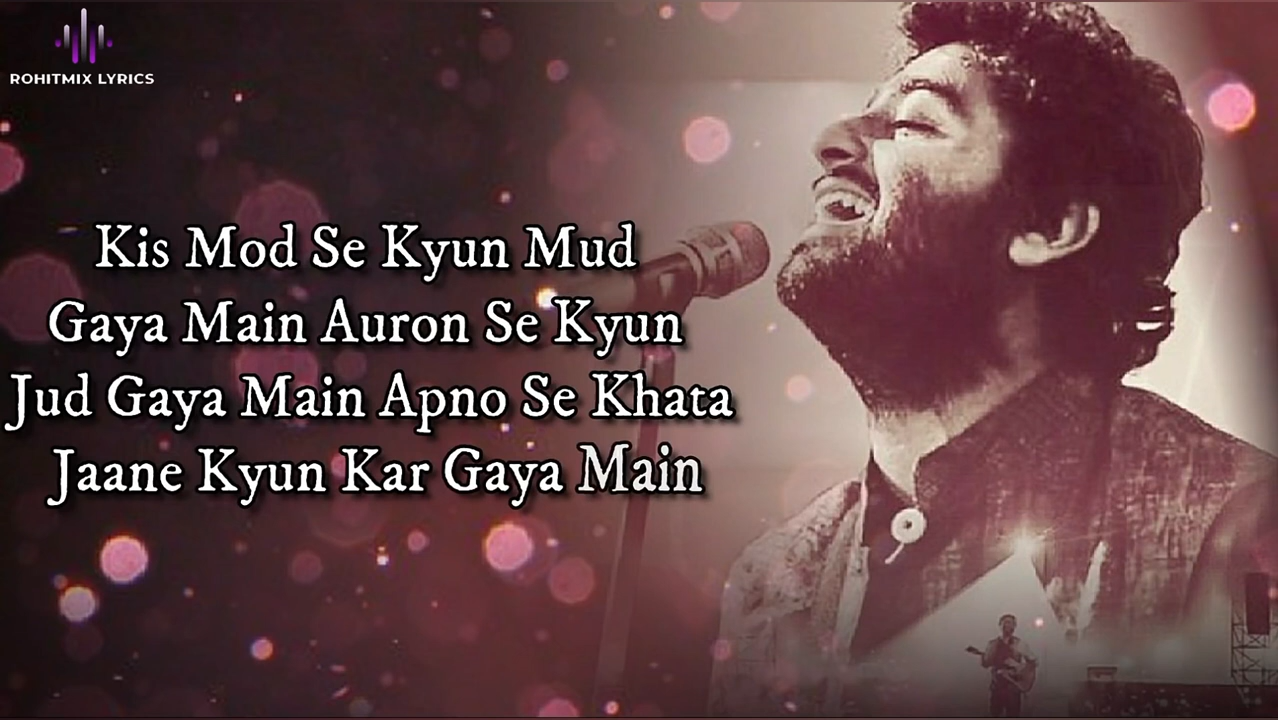 ROHITMIX LYRICS
Kis Mod Se Kyun Mud
Gaya Main Auron Se Kyun
Jud Gaya Main Apno Se Khata
Jaane Kyun Kar Gaya Main